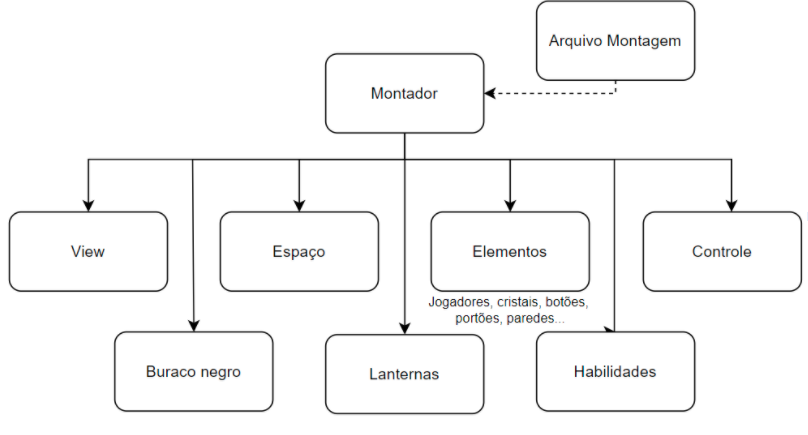 Arquivo Montagem
Montador
View
Espaço
Elementos
Controle
Jogadores, cristais, botões,
portões, paredes...
Buraco negro
Lanternas
Habilidades